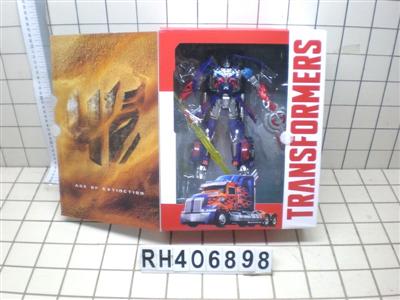 AGE OF EXTINCTION
TRANSFORMERS
RH406898